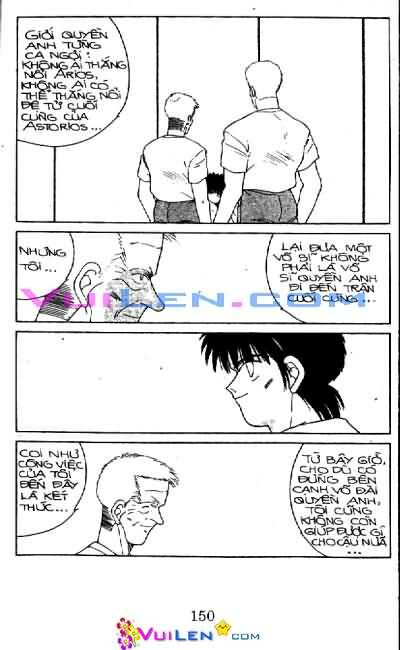 GIỚI QUYỀN
ANH TỪNG
CA NGỢI:
KHÔNG AI THẮNG
NỔI ARIOS,
KHÔNG AI CÓ
THỂ THẮNG NỔI
ĐỆ TỬ CUỐI
CÙNG CỦA
ASTORIOS...
LẠI ĐƯA MỘT
VÕ SĨ KHÔNG
PHẢI LÀ VÕ
SĨ QUYỀN ANH
ĐI ĐẾN TRẬN
CUỐI CÙNG...
NHƯNG
TÔI...
VUILEN.COM
TỪ BÂY GIỜ,
CHO DÙ CÓ
ĐỨNG BÊN
CẠNH VÕ ĐÀI
QUYỀN ANH,
TÔI CŨNG
KHÔNG CÒN
GIÚP ĐƯỢC GÌ
CHO CẬU NỮA
...
COI NHƯ
CÔNG VIỆC
CỦA TÔI
ĐẾN ĐÂY
LÀ KẾT
THÚC...
150
VUILEN.COM